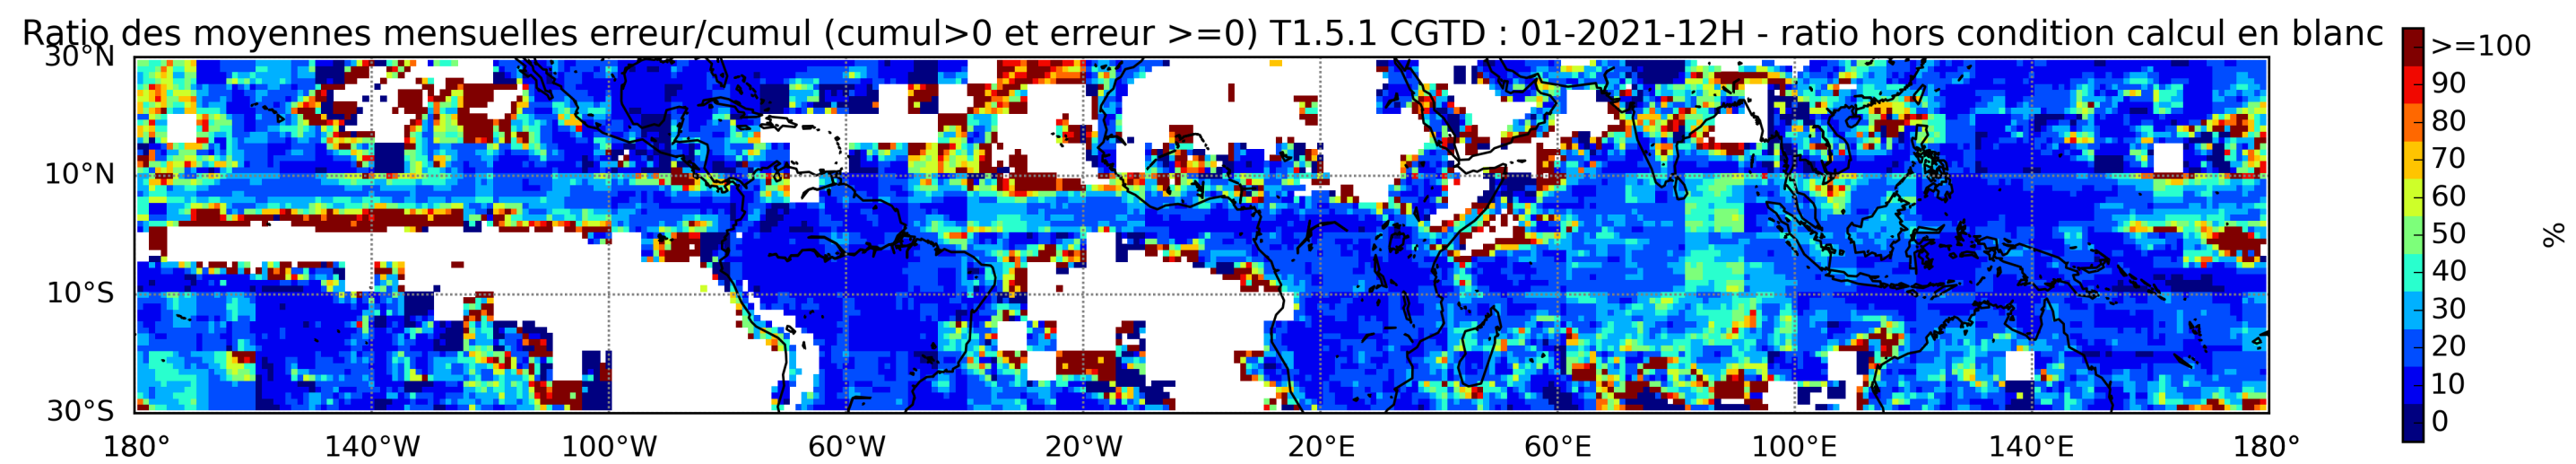 Ratio des moyennes mensuelles erreur/cumul (cumul>0 et erreur >=0) T1.5.1 CGTD : 01-2021-12H - ratio hors condition calcul en blanc
30°N
10°N
10°S
30°S
180° 140°W 100°W 60°W 20°W 20°E 60°E 100°E 140°E 180°
>=100
90
80
70
60
50
40
30
20
10
0
%